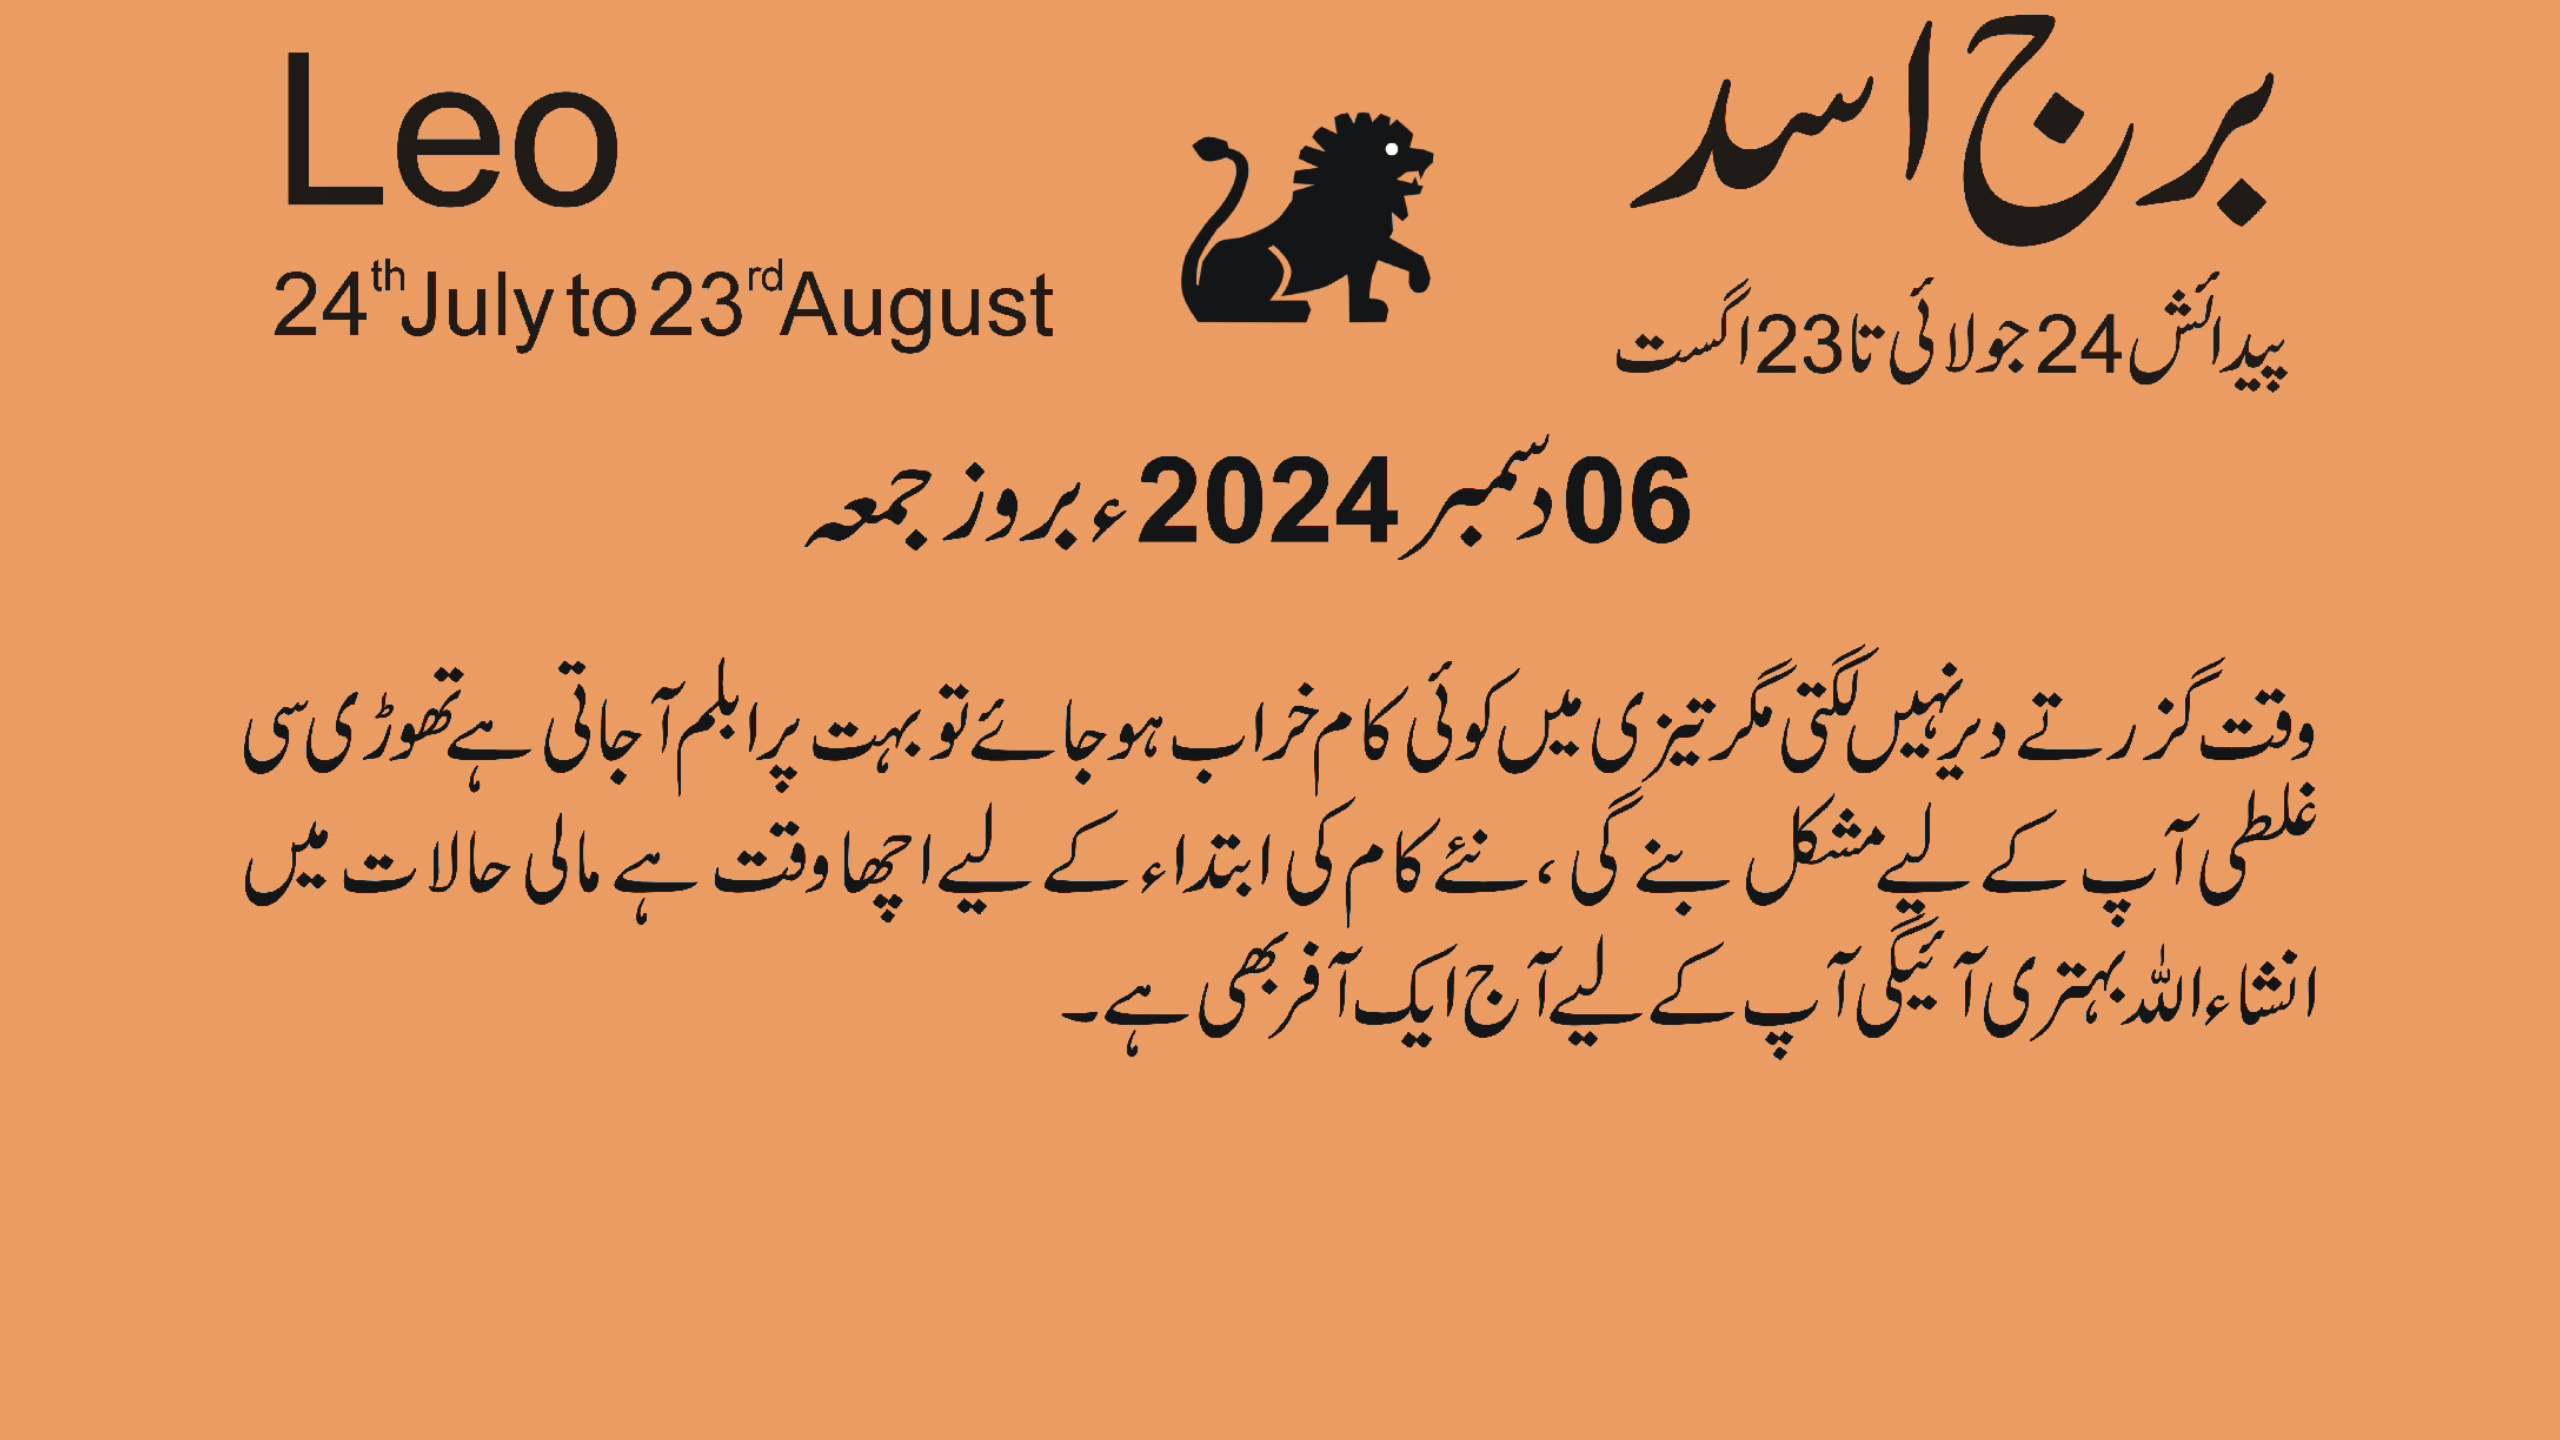 Leo
برج اسد
24th July to 23rd August
پیدائش 24 جولائی تا 23 اگست
06 دسمبر 2024ء بروز جمعہ
وقت گزرتے دیر نہیں لگتی مگر تیزی میں کوئی کام خراب ہو جائے تو بہت پرابلم آ جاتی ہے تھوڑی سی
غلطی آپ کے لیے مشکل بنے گی ، نئے کام کی ابتداء کے لیے اچھا وقت ہے مالی حالات میں
انشاء اللہ بہتری آئیگی آپ کے لیے آج ایک آفر بھی ہے۔